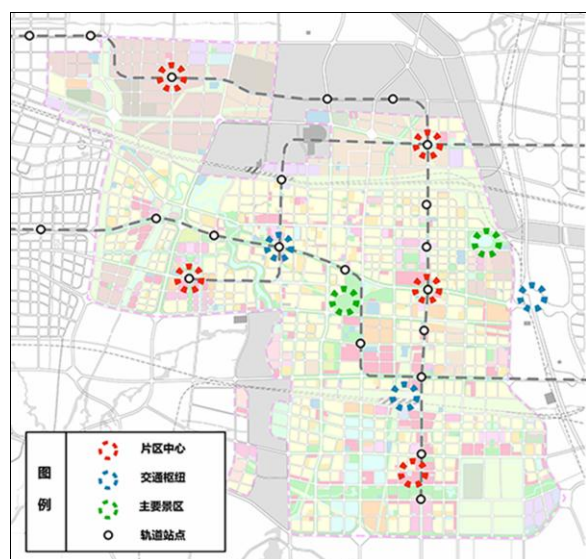 图例
片区中心
交通枢纽
主要景区
轨道站点